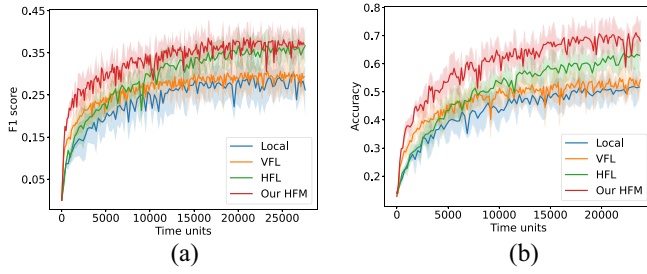 0.45
0.35
0.25
0.15
0.05
F1 score
0 5000 10000 15000 20000 25000
Time units
Local
VFL
HFL
Our HFM
(a)
0.8
0.7
0.6
0.5
0.4
0.3
0.2
Accuracy
0 5000 10000 15000 20000
Time units
Local
VFL
HFL
Our HFM
(b)